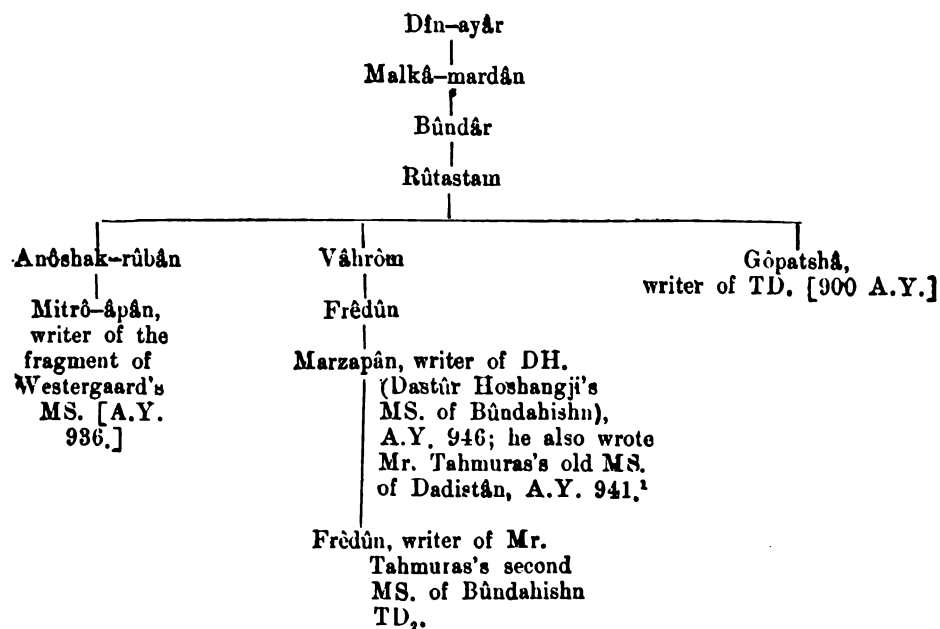 Dîn-ayâr
Malkâ-mardân
Bûndâr
Rûtastam
Anôshak-rûbân
Mitrô-âpân,
writer of the
fragment of
Westergaard's
MS. [A.Y.
936.]
Vâhròm
Frêdûn
Marzapân, writer of DH.
(Dastûr Hoshangji's
MS. of Bûndahishn),
A.Y. 946; he also wrote
Mr. Tahmuras's old MS.
of Dadistân, A.Y. 941.¹
Frèdûn, writer of Mr.
Tahmuras's second
MS. of Bûndahishn
TD₂.
Gôpatshâ,
writer of TD. [900 A.Y.]